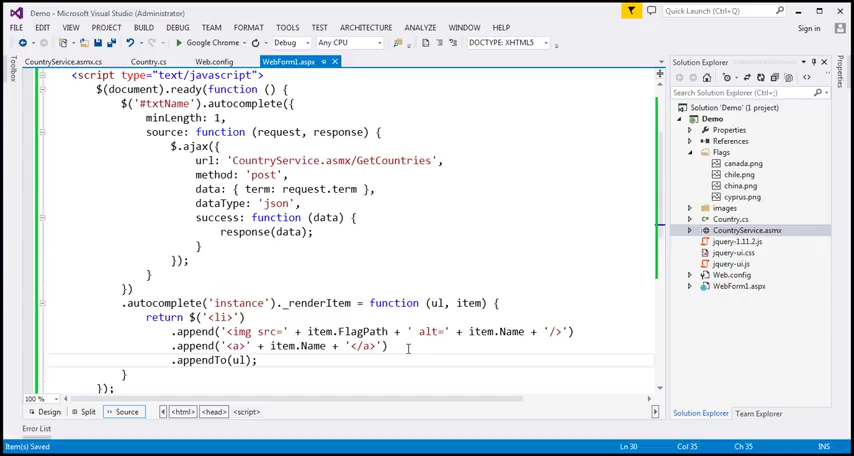 Demo - Microsoft Visual Studio (Administrator)
Quick Launch (Ctrl+Q)
FILE EDIT VIEW PROJECT BUILD DEBUG TEAM FORMAT TOOLS TEST ARCHITECTURE ANALYZE WINDOW HELP
Sign in
Google Chrome Debug Any CPU DOCTYPE: XHTML5
Toolbox
CountryService.asmx.cs Country.cs Web.config WebForm1.aspx
<script type="text/javascript">
$(document).ready(function () {
$('#txtName').autocomplete({
minLength: 1,
source: function (request, response) {
$.ajax({
url: 'CountryService.asmx/GetCountries',
method: 'post',
data: { term: request.term },
dataType: 'json',
success: function (data) {
response(data);
}
});
}
})
.autocomplete('instance')._renderItem = function (ul, item) {
return $('<li>')
.append('<img src=' + item.FlagPath + ' alt=' + item.Name + '/>')
.append('<a>' + item.Name + '</a>')
.appendTo(ul);
}
});
100 %
Design Split Source <html> <head> <script>
Error List
Item(s) Saved Ln 30 Col 35 Ch 35 INS
Solution Explorer
Search Solution Explorer (Ctrl+;)
Solution 'Demo' (1 project)
Demo
Properties
References
Flags
canada.png
chile.png
china.png
cyprus.png
images
Country.cs
CountryService.asmx
jquery-1.11.2.js
jquery-ui.css
jquery-ui.js
Web.config
WebForm1.aspx
Solution Explorer Team Explorer
Properties